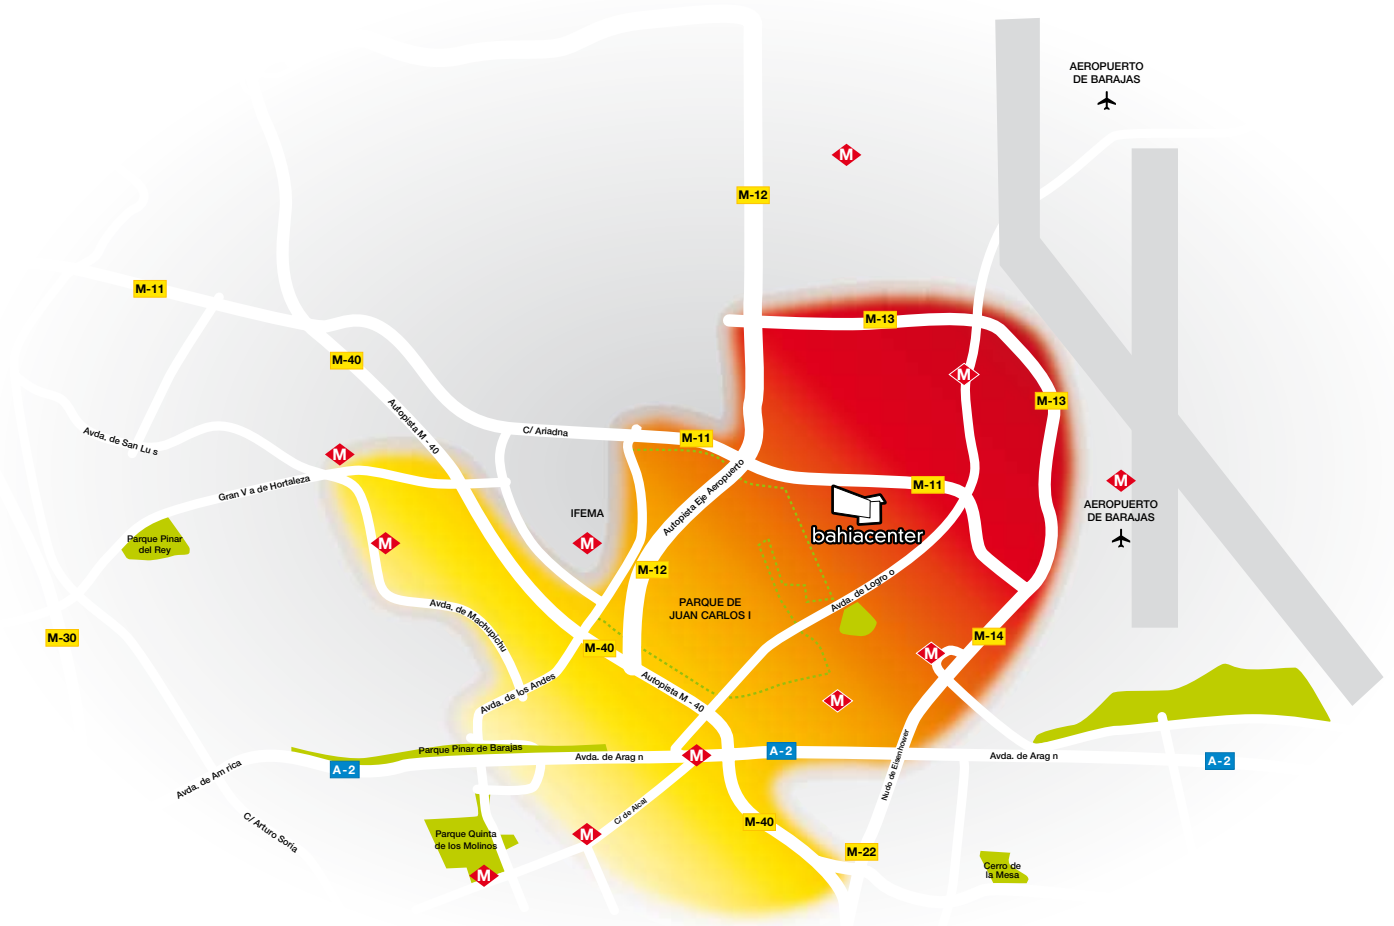 AEROPUERTO
DE BARAJAS
M
M-12
M-11
M-13
M-40
M
M-13
Autopista M - 40
C/ Ariadna
M-11
Avda. de San Lu s
M
Autopista Eje Aeropuerto
M-11
M
Gran V a de Hortaleza
AEROPUERTO
DE BARAJAS
IFEMA
M
M
bahiacenter
Parque Pinar
del Rey
M-12
Avda. de Logro o
PARQUE DE
JUAN CARLOS I
Avda. de Machupichu
M-30
M-40
M-14
M
Autopista M - 40
Avda. de los Andes
M
Parque Pinar de Barajas
Avda. de Arag n
M
A-2
Avda. de Arag n
A-2
A-2
Nudo de Eisenhower
Avda. de Am rica
C/ de Alcal
C/ Arturo Soria
M-40
M
Parque Quinta
de los Molinos
M
M-22
Cerro de
la Mesa